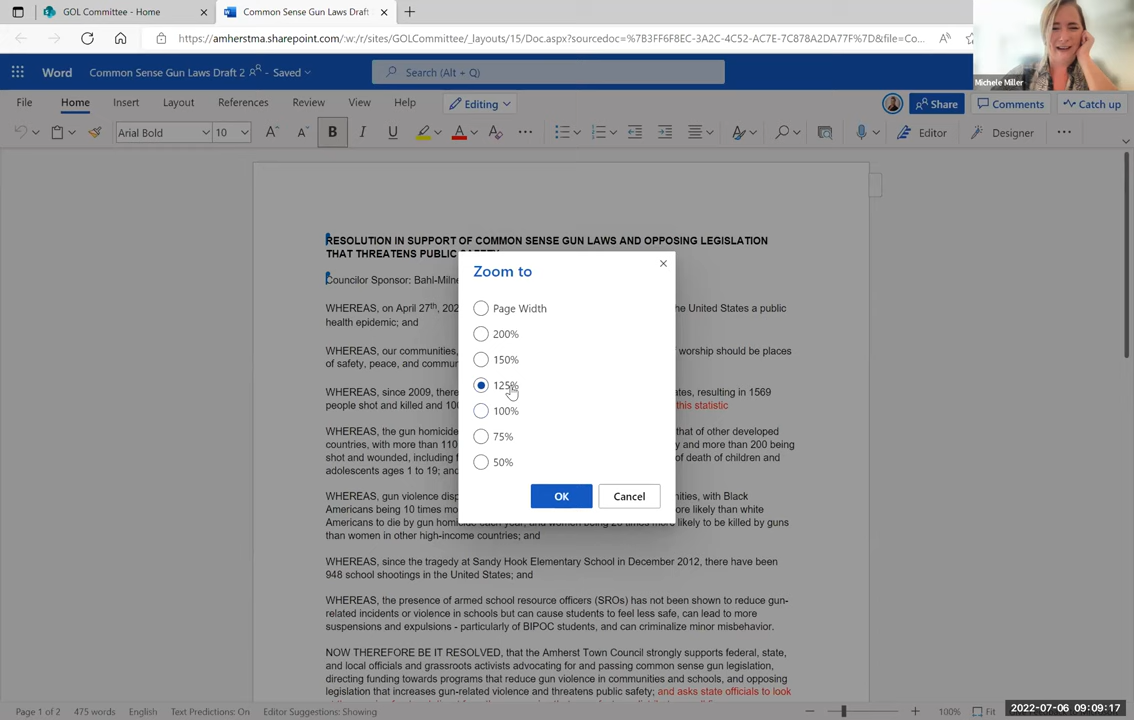 GOL Committee - Home
Common Sense Gun Laws Draft
https://amherstma.sharepoint.com/:w:/r/sites/GOLCommittee/_layouts/15/Doc.aspx?sourcedoc=%7B3FF6F8EC-3A2C-4C52-AC7E-7C878A2DA77F%7D&file=Co...
Michele Miller
Word Common Sense Gun Laws Draft 2 - Saved
Search (Alt + Q)
File Home Insert Layout References Review View Help Editing Share Comments Catch up
Arial Bold 10 B I U A Editor Designer
RESOLUTION IN SUPPORT OF COMMON SENSE GUN LAWS AND OPPOSING LEGISLATION
THAT THREATENS PUBLIC SAFETY
Councilor Sponsor: Bahl-Milne
WHEREAS, on April 27th, 202 the United States a public
health epidemic; and
WHEREAS, our communities, worship should be places
of safety, peace, and commun
WHEREAS, since 2009, there ates, resulting in 1569
people shot and killed and 100 this statistic
WHEREAS, the gun homicide that of other developed
countries, with more than 110 y and more than 200 being
shot and wounded, including of death of children and
adolescents ages 1 to 19; and
WHEREAS, gun violence disp nities, with Black
Americans being 10 times mo ore likely than white
Americans to die by gun homicide each year, and women being 28 times more likely to be killed by guns
than women in other high-income countries; and
WHEREAS, since the tragedy at Sandy Hook Elementary School in December 2012, there have been
948 school shootings in the United States; and
WHEREAS, the presence of armed school resource officers (SROs) has not been shown to reduce gun-
related incidents or violence in schools but can cause students to feel less safe, can lead to more
suspensions and expulsions - particularly of BIPOC students, and can criminalize minor misbehavior.
NOW THEREFORE BE IT RESOLVED, that the Amherst Town Council strongly supports federal, state,
and local officials and grassroots activists advocating for and passing common sense gun legislation,
directing funding towards programs that reduce gun violence in communities and schools, and opposing
legislation that increases gun-related violence and threatens public safety; and asks state officials to look
Zoom to
Page Width
200%
150%
125%
100%
75%
50%
OK Cancel
Page 1 of 2 475 words English Text Predictions: On Editor Suggestions: Showing 100% Fit
2022-07-06 09:09:17